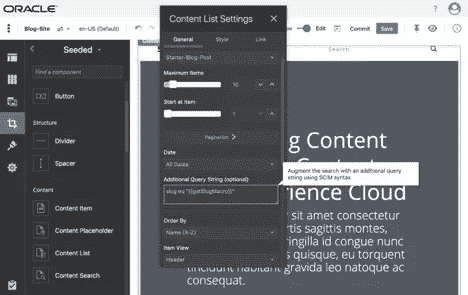 ORACLE
Blog-Site
u1
en-US (Default)
Edit
Commit
Save
Seeded
Find a component
Button
Structure
Divider
Spacer
Content
Content Item
Content Placeholder
Content List
Content Search
Content List Settings
General
Style
Link
Starter-Blog-Post
Maximum Items
10
Start at Item
1
Pagination
Date
All Dates
Additional Query String (optional)
slug eq "{{getSlugMacro}}"
Order By
Name (A-Z)
Item View
Header
Augment the search with an additional query
string using SCIM syntax
Search
g Content
rience Cloud
r sit amet consectetur
rtis sagittis montes,
ringilla id congue nunc
s quisque, eu tortor
tincidunt habitant gravida leo natoque ac
consequat.